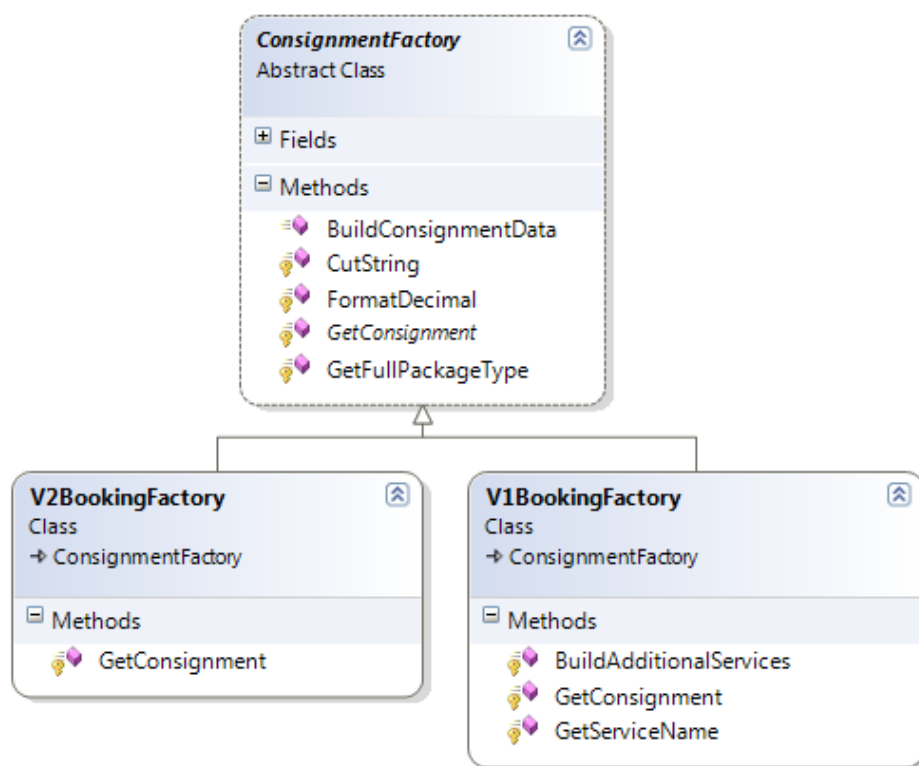 ConsignmentFactory
Abstract Class
Fields
Methods
BuildConsignmentData
CutString
FormatDecimal
GetConsignment
GetFullPackageType
V2BookingFactory
Class
ConsignmentFactory
Methods
GetConsignment
V1BookingFactory
Class
ConsignmentFactory
Methods
BuildAdditionalServices
GetConsignment
GetServiceName